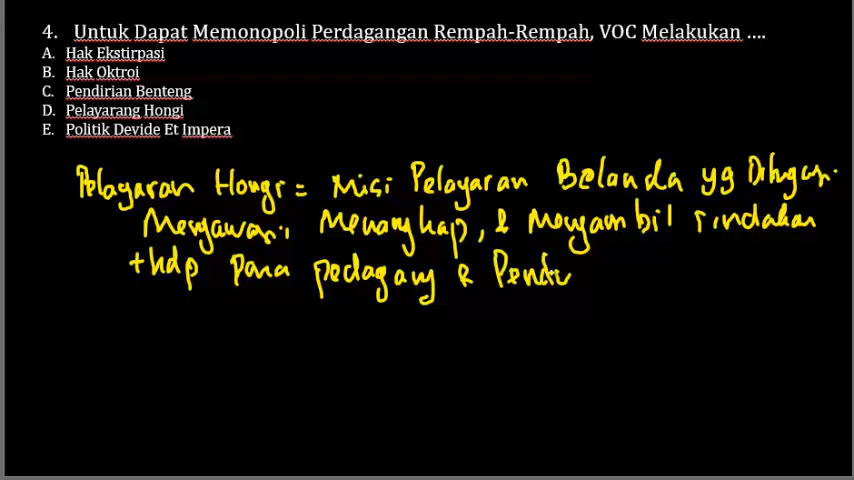 4. Untuk Dapat Memonopoli Perdagangan Rempah-Rempah, VOC Melakukan ....
A. Hak Ekstirpasi
B. Hak Oktroi
C. Pendirian Benteng
D. Pelayarang Hongi
E. Politik Devide Et Impera
Pelayaran Hongi = Misi Pelayaran Belanda yg
Mengawasi, Menangkap, & Mengambil Tindakan
thdp Para pedagang & Pendu